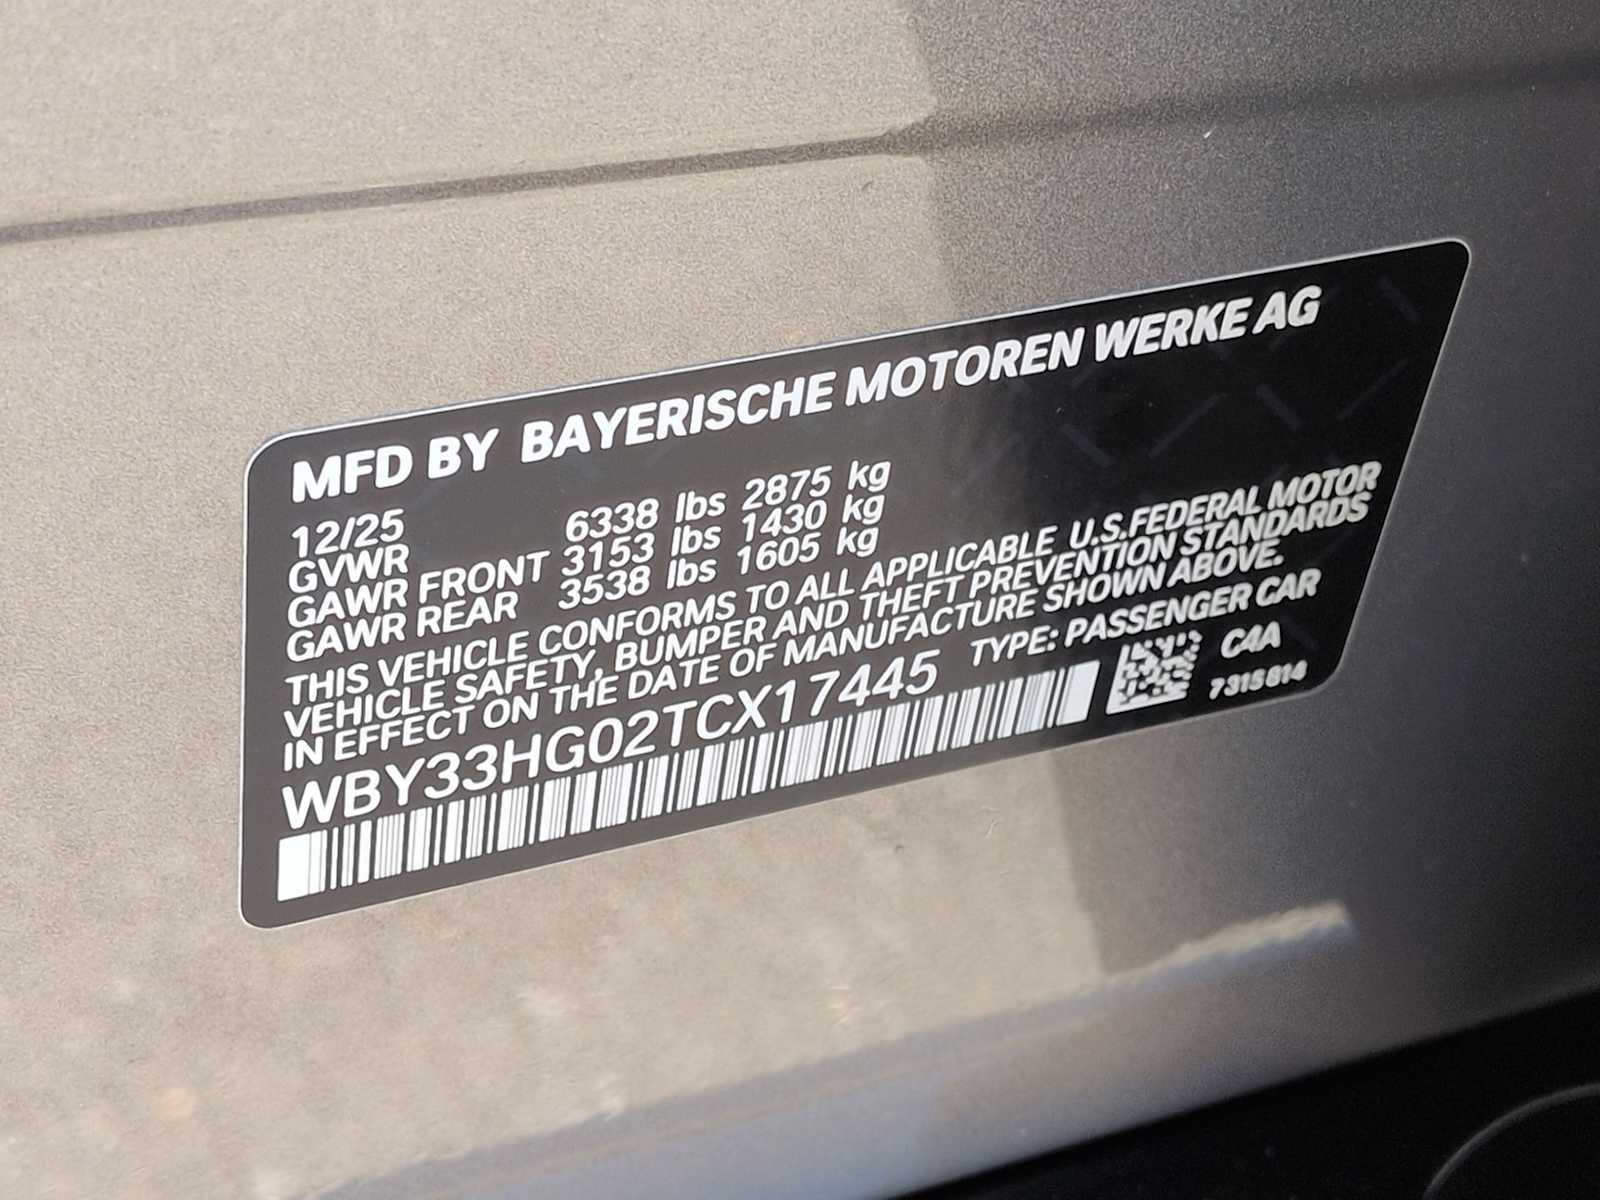 MFD BY BAYERISCHE MOTOREN WERKE AG
12/25
GVWR 6338 lbs 2875 kg
GAWR FRONT 3153 lbs 1430 kg
GAWR REAR 3538 lbs 1605 kg
THIS VEHICLE CONFORMS TO ALL APPLICABLE U.S.FEDERAL MOTOR
VEHICLE SAFETY, BUMPER AND THEFT PREVENTION STANDARDS
IN EFFECT ON THE DATE OF MANUFACTURE SHOWN ABOVE.
WBY33HG02TCX17445 TYPE: PASSENGER CAR
C4A
7315814